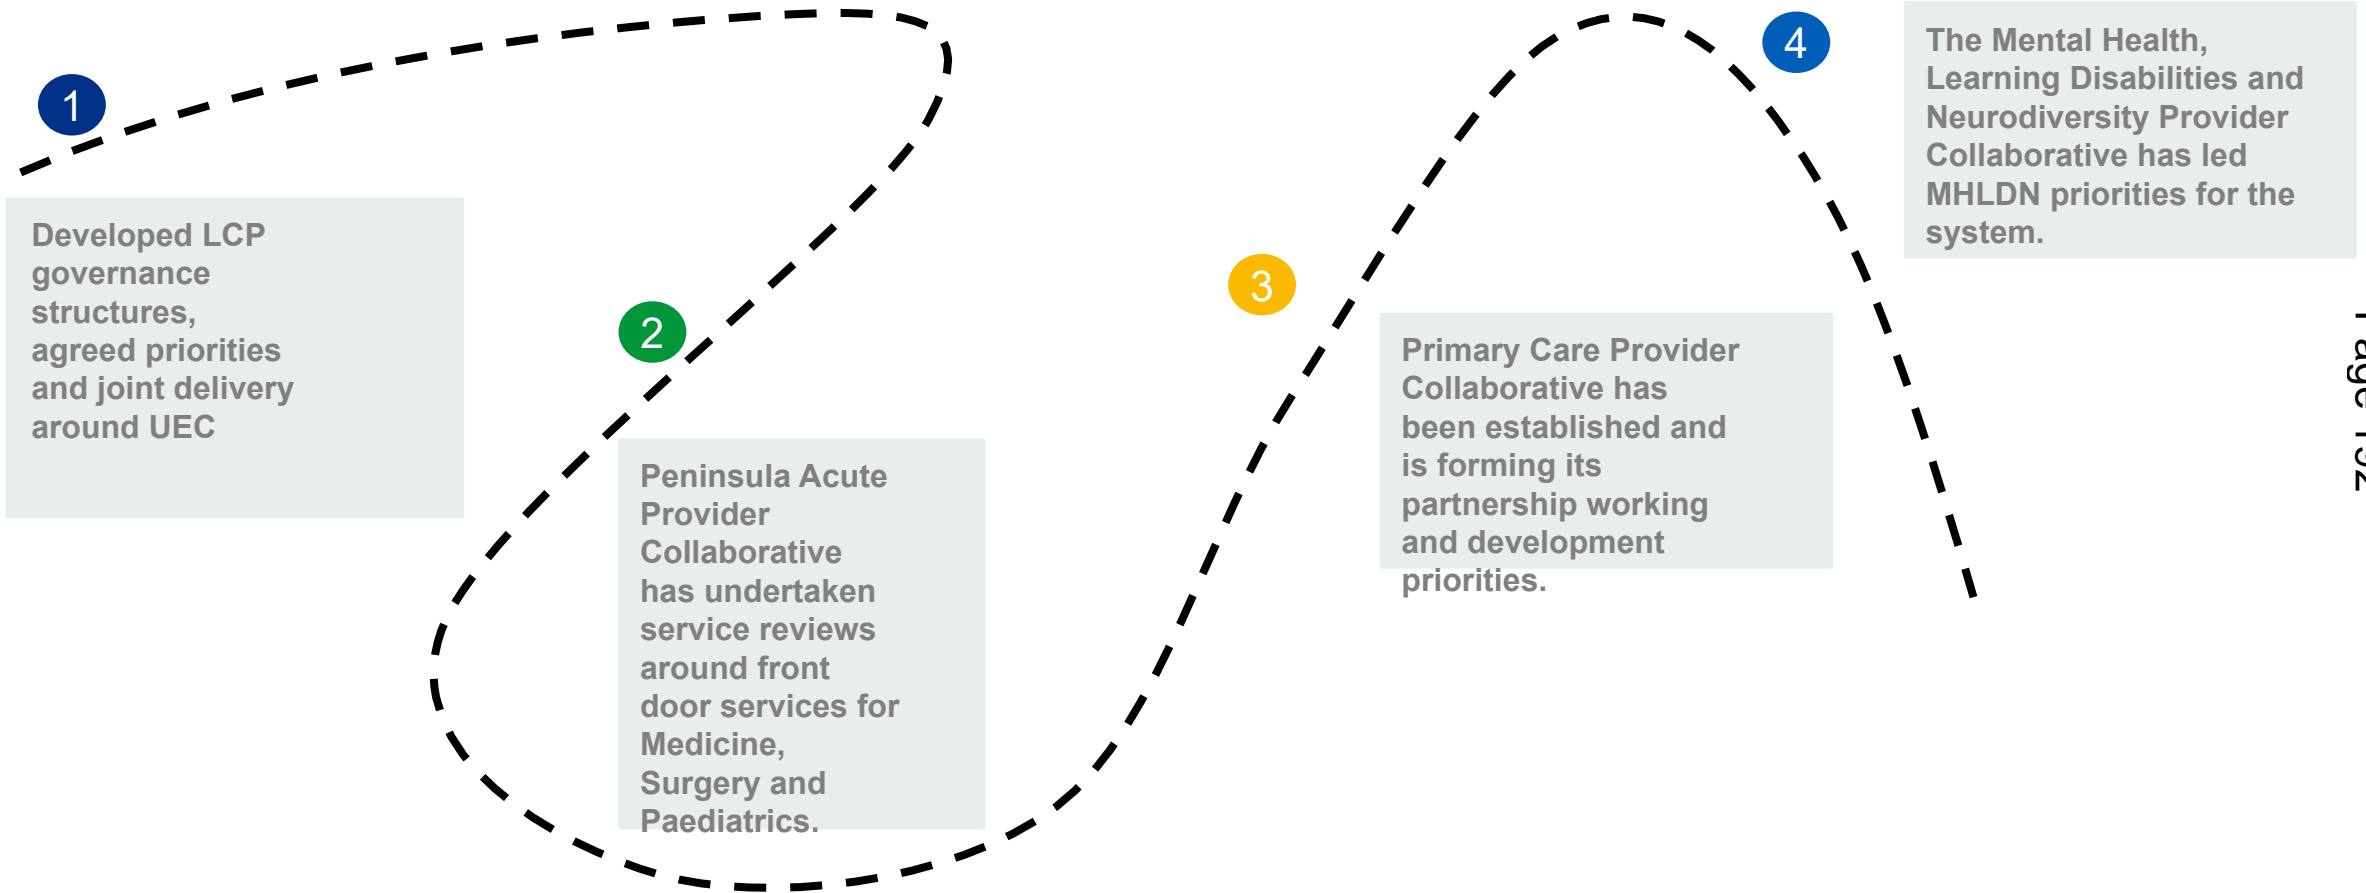 1
Developed LCP
governance
structures,
agreed priorities
and joint delivery
around UEC
2
Peninsula Acute
Provider
Collaborative
has undertaken
service reviews
around front
door services for
Medicine,
Surgery and
Paediatrics.
3
Primary Care Provider
Collaborative has
been established and
is forming its
partnership working
and development
priorities.
4
The Mental Health,
Learning Disabilities and
Neurodiversity Provider
Collaborative has led
MHLDN priorities for the
system.
Page 192